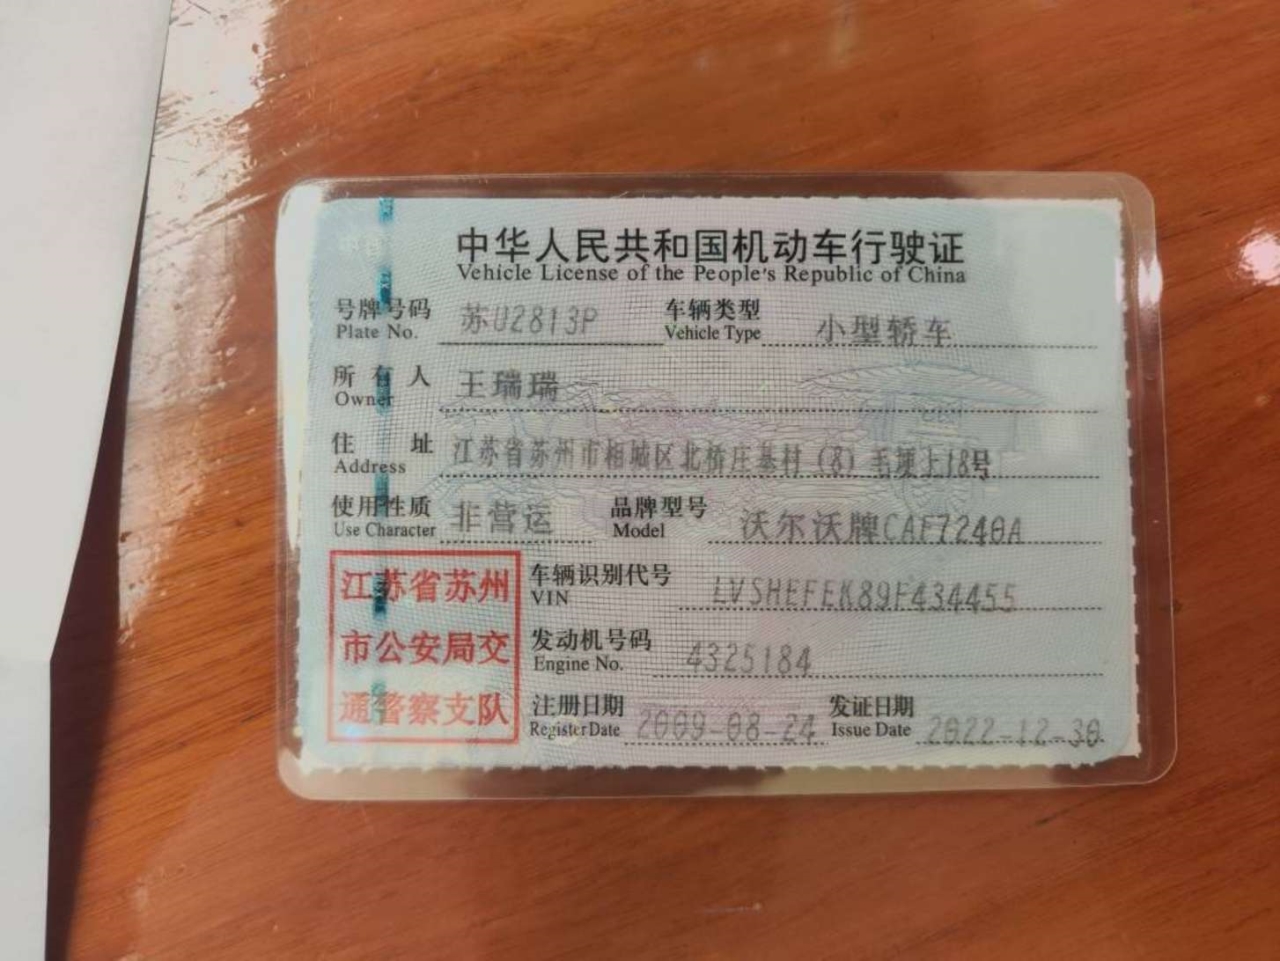 中华人民共和国机动车行驶证
Vehicle License of the People's Republic of China
号牌号码 苏U2813P 车辆类型 小型轿车
Plate No. Vehicle Type
所有人 王瑞瑞
Owner
住址 江苏省苏州市相城区北桥庄基村(8)毛坝上18号
Address
使用性质 非营运 品牌型号 沃尔沃牌CAF7240A
Use Character Model
江苏省苏州 车辆识别代号 LVSHEFEK89F434455
VIN
市公安局交 发动机号码 4325184
Engine No.
通警察支队 注册日期 2009-08-24 发证日期 2022-12-30
Register Date Issue Date